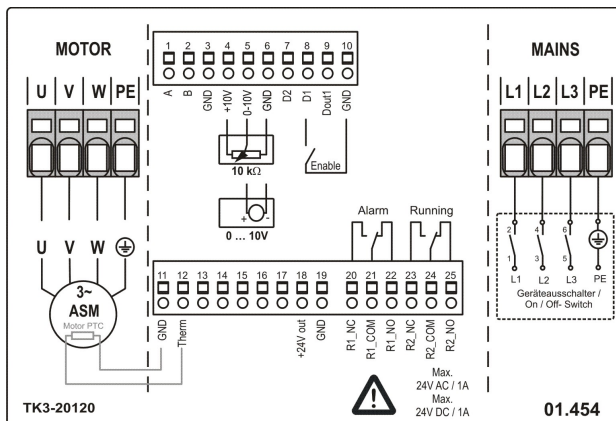 MOTOR
U V W PE
1 2 3 4 5 6 7 8 9 10
A B GND +10V 0-10V GND D2 D1 Dout1 GND
10 kΩ
Enable
+ -
0 ... 10V
MAINS
L1 L2 L3 PE
2 4 6
1 3 5
L1 L2 L3 PE
Geräteausschalter /
On / Off- Switch
U V W
3~
ASM
Motor PTC
Alarm Running
11 12 13 14 15 16 17 18 19 20 21 22 23 24 25
GND Therm +24V out GND R1_NC R1_COM R1_NO R2_NC R2_COM R2_NO
Max.
24V AC / 1A
Max.
24V DC / 1A
TK3-20120
01.454